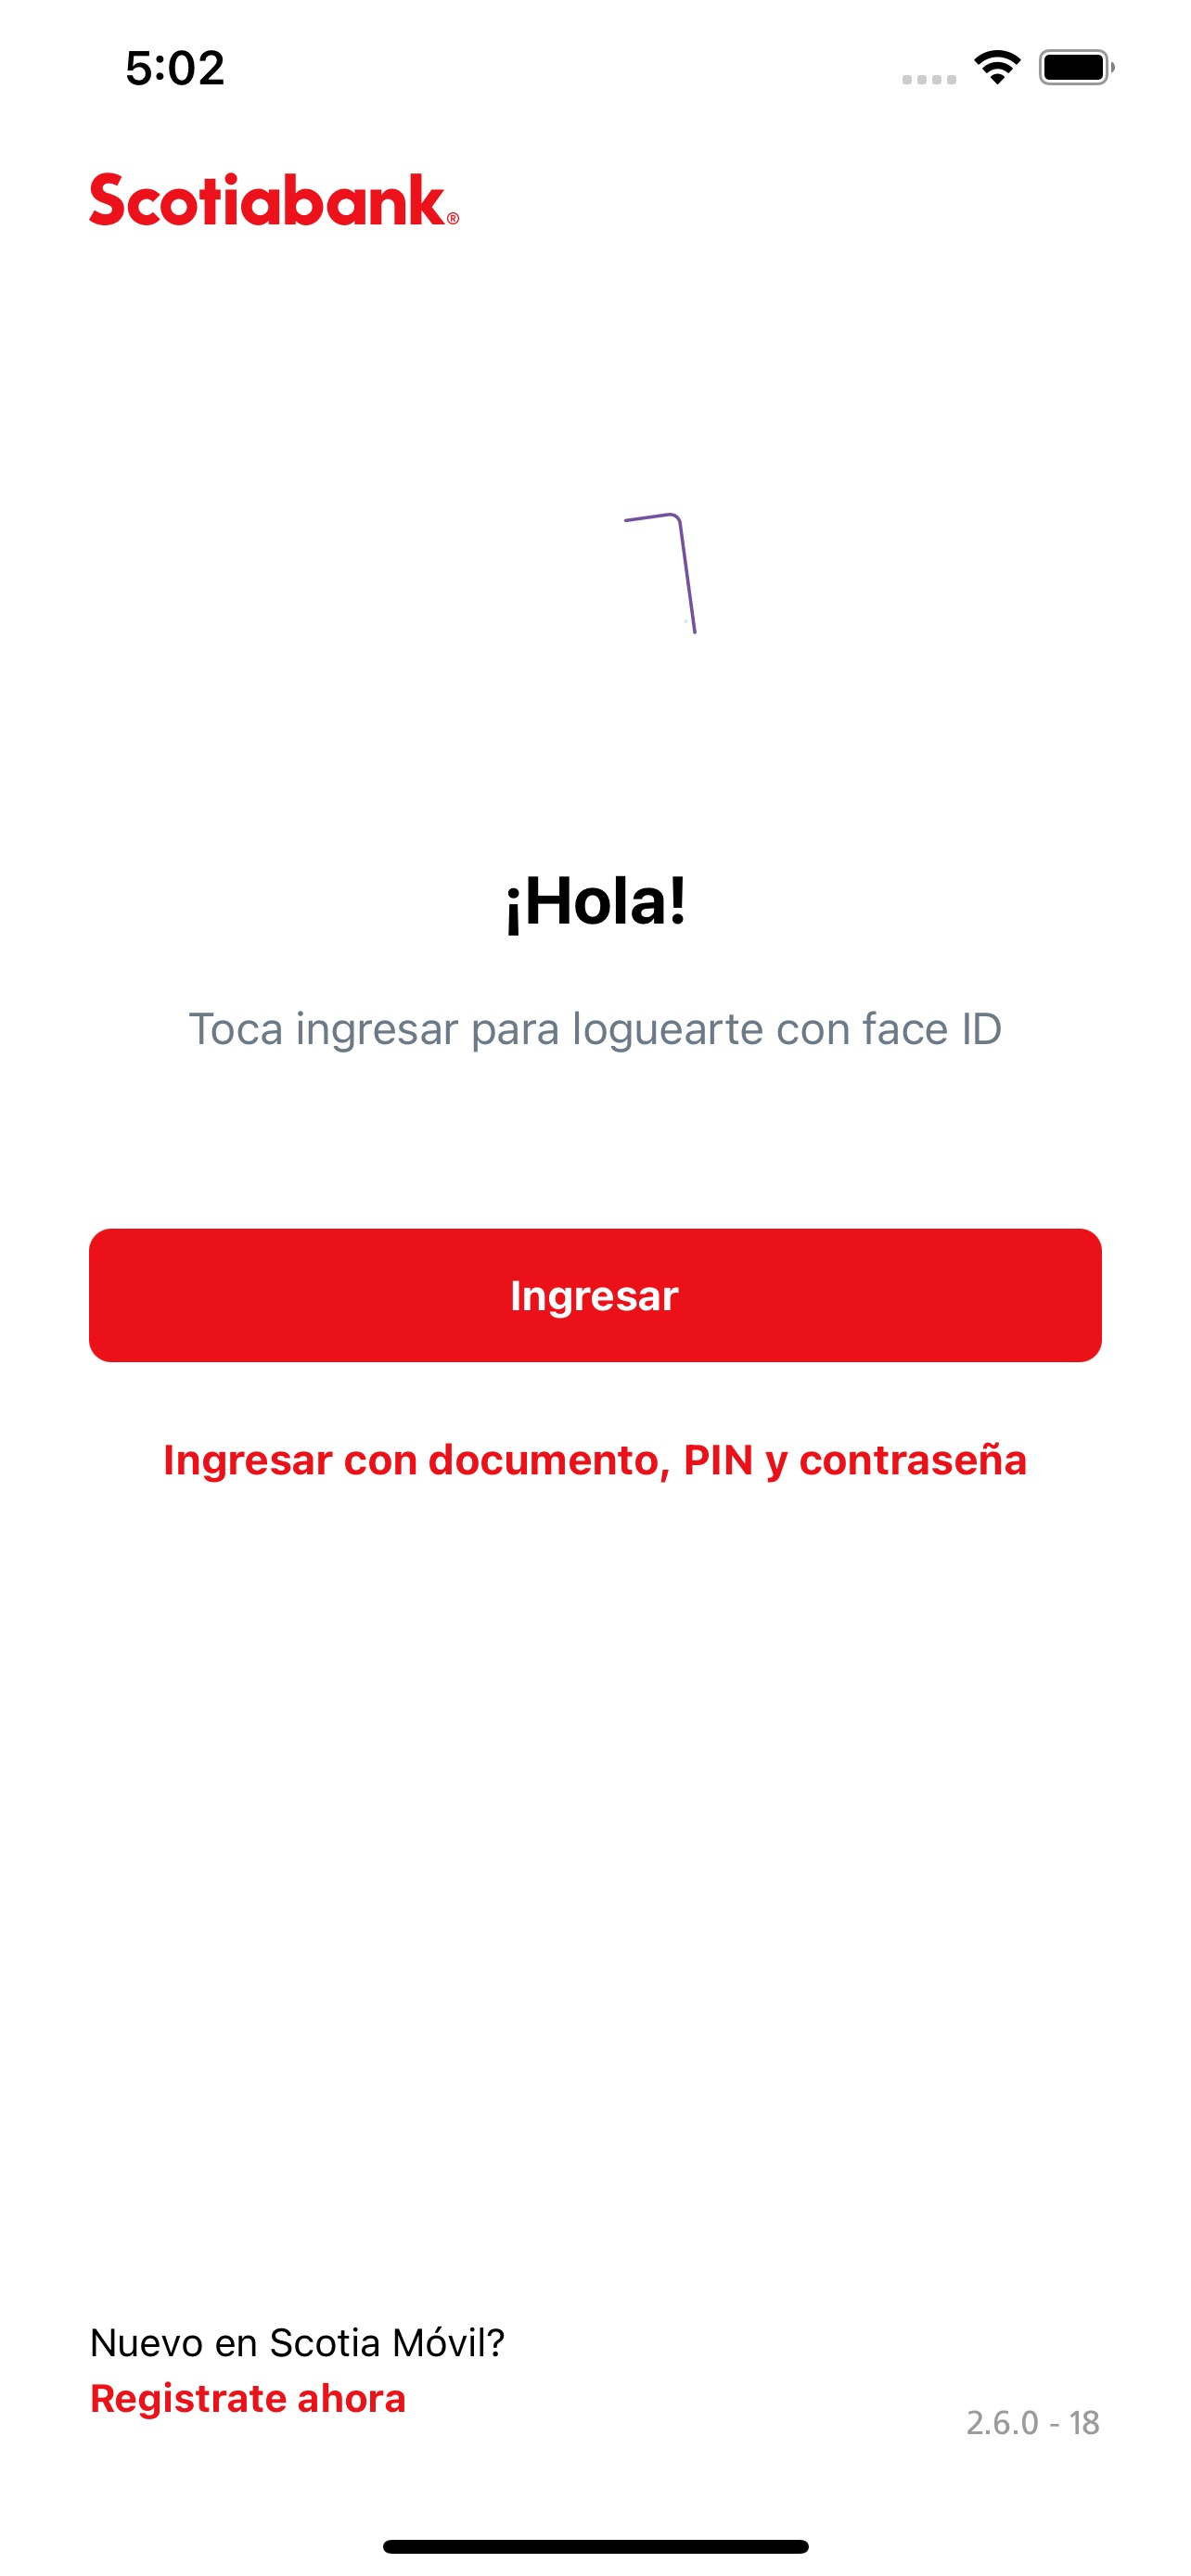 5:02
Scotiabank®
¡Hola!
Toca ingresar para loguearte con face ID
Ingresar
Ingresar con documento, PIN y contraseña
Nuevo en Scotia Móvil?
Registrate ahora
2.6.0 - 18